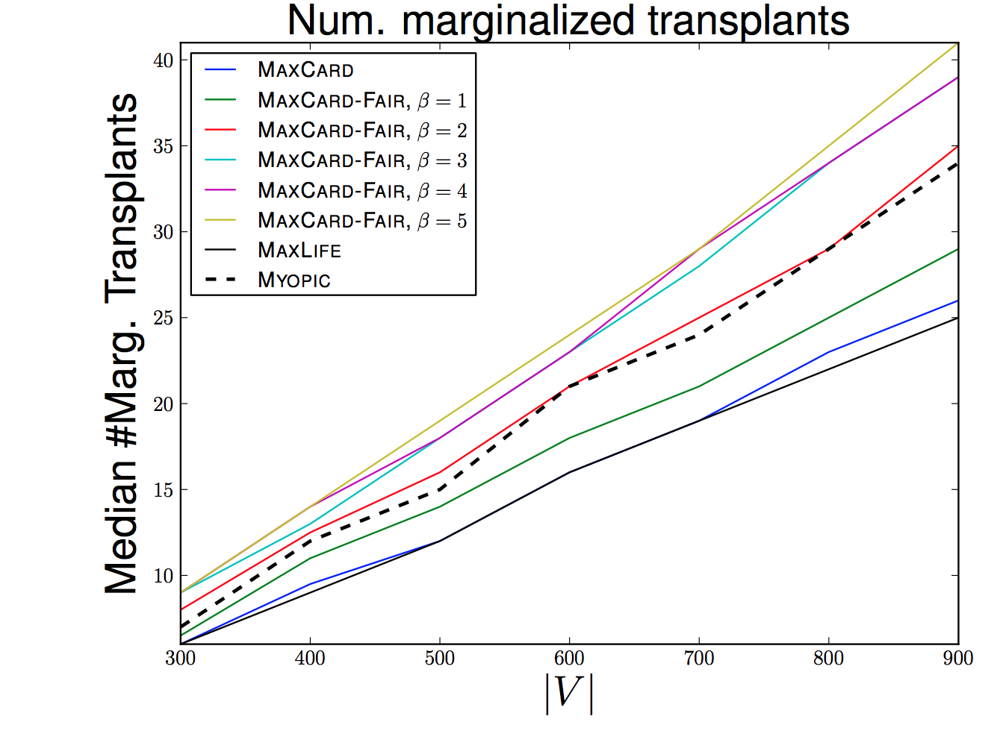 Num. marginalized transplants
Median #Marg. Transplants
40
35
30
25
20
15
10
MAXCARD
MAXCARD-FAIR, β = 1
MAXCARD-FAIR, β = 2
MAXCARD-FAIR, β = 3
MAXCARD-FAIR, β = 4
MAXCARD-FAIR, β = 5
MAXLIFE
MYOPIC
300 400 500 600 700 800 900
|V|